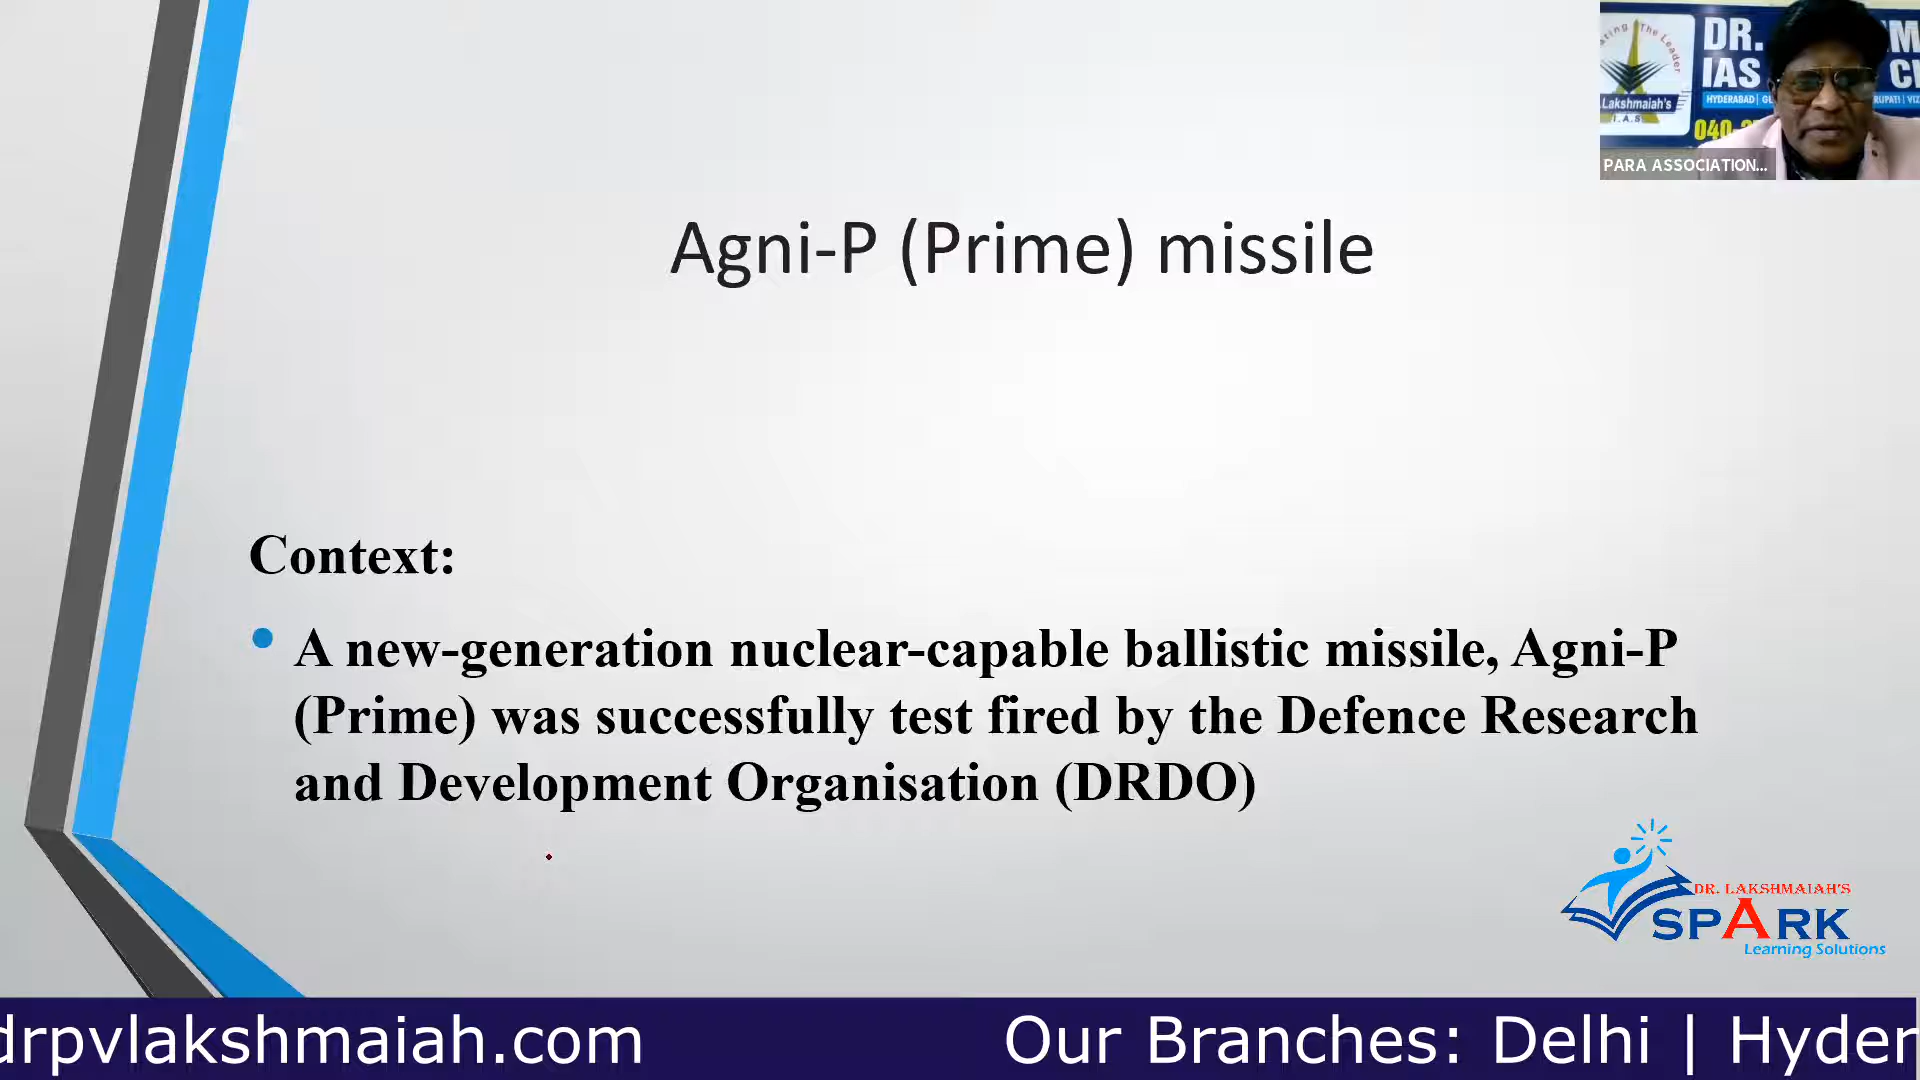 DR.
IAS
HYDERABAD
The Leader
Lakshmaiah's
I.A.S
040
PARA ASSOCIATION...
Agni-P (Prime) missile
Context:
• A new-generation nuclear-capable ballistic missile, Agni-P
(Prime) was successfully test fired by the Defence Research
and Development Organisation (DRDO)
DR. LAKSHMAIAH'S
SPARK
Learning Solutions
drpvlakshmaiah.com Our Branches: Delhi | Hyder